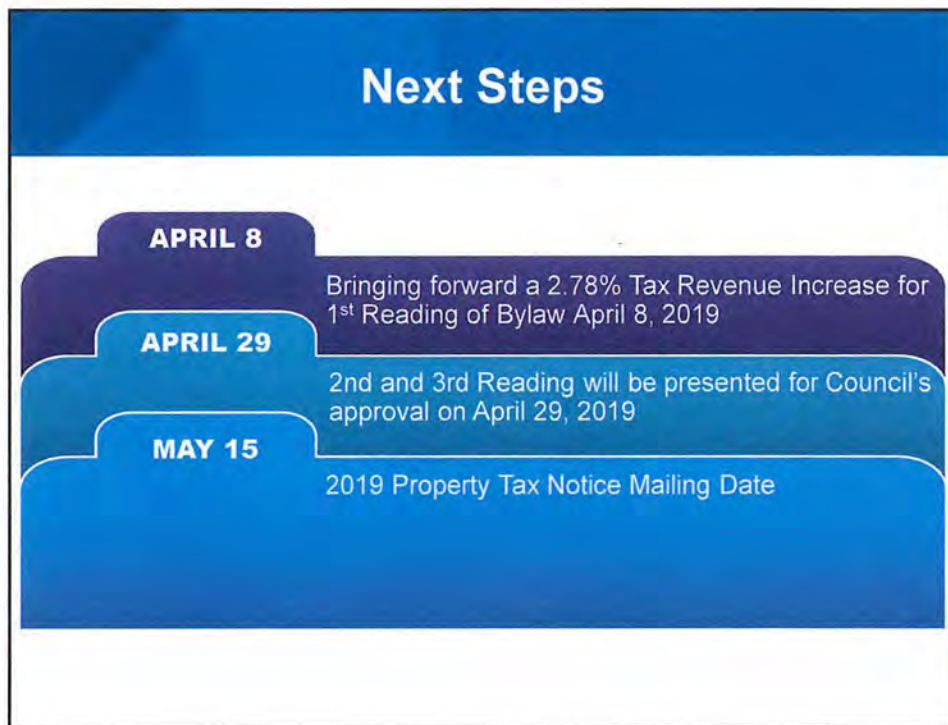 Next Steps
APRIL 8
Bringing forward a 2.78% Tax Revenue Increase for
1st Reading of Bylaw April 8, 2019
APRIL 29
2nd and 3rd Reading will be presented for Council's
approval on April 29, 2019
MAY 15
2019 Property Tax Notice Mailing Date